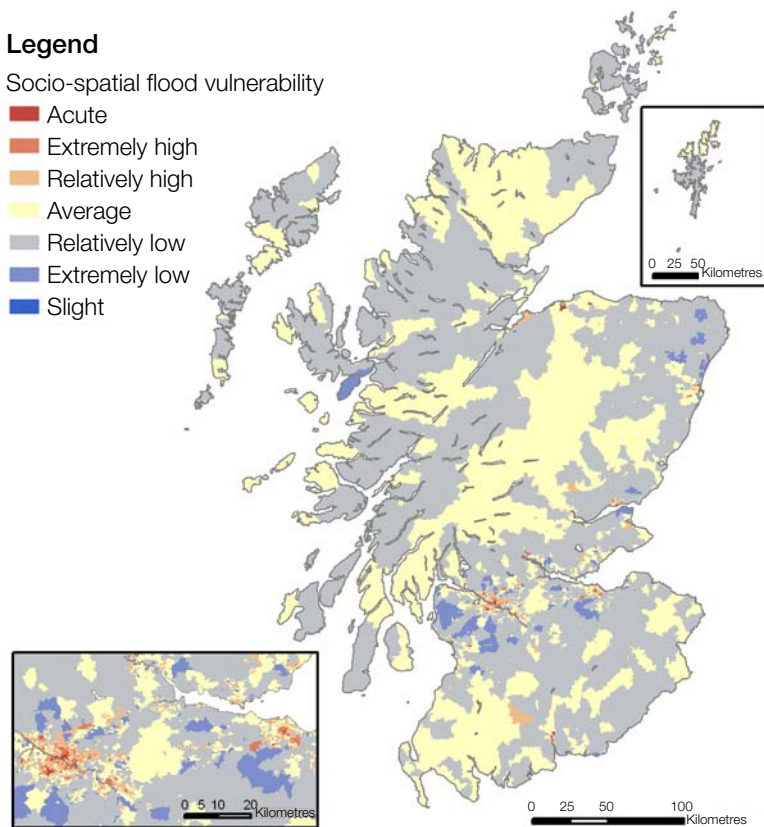 Legend
Socio-spatial flood vulnerability
Acute
Extremely high
Relatively high
Average
Relatively low
Extremely low
Slight
0 25 50
Kilometres
0 5 10 20
Kilometres
0 25 50 100
Kilometres